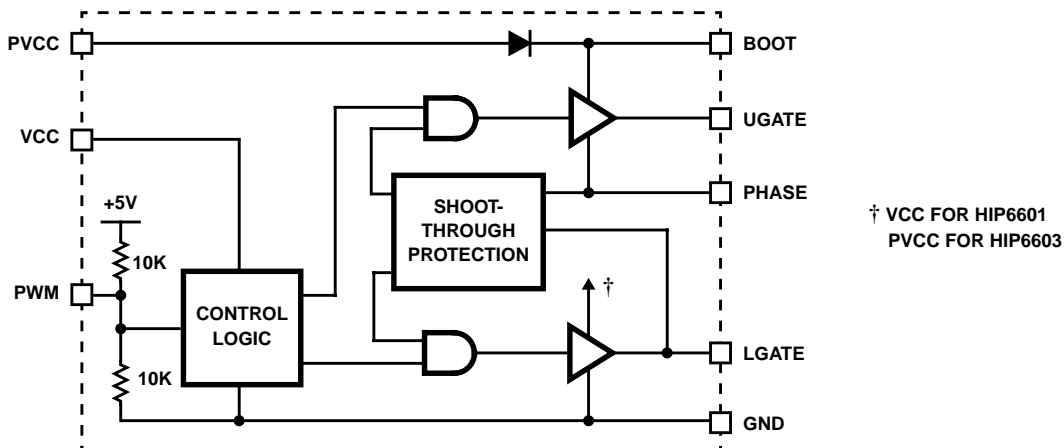 PVCC
BOOT
UGATE
VCC
PHASE
+5V
SHOOT-
THROUGH
PROTECTION
† VCC FOR HIP6601
PVCC FOR HIP6603
10K
†
PWM
CONTROL
LOGIC
LGATE
10K
GND